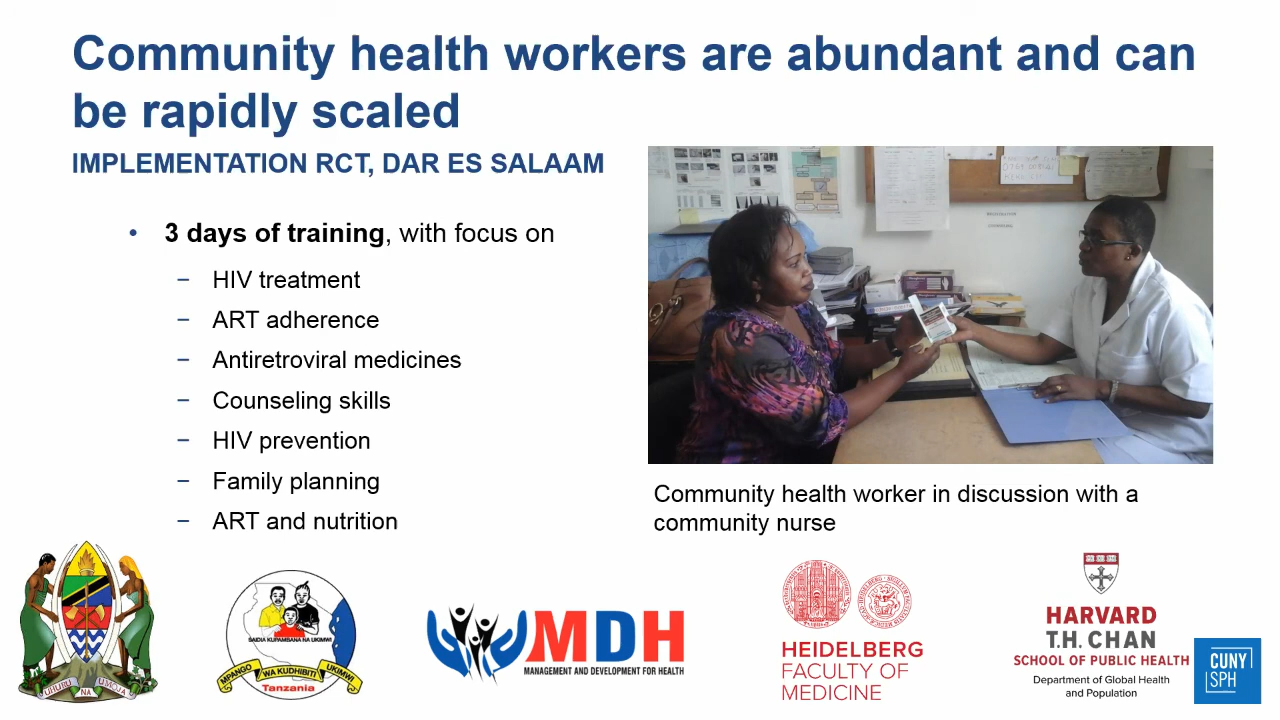 Community health workers are abundant and can
be rapidly scaled
IMPLEMENTATION RCT, DAR ES SALAAM
• 3 days of training, with focus on
− HIV treatment
− ART adherence
− Antiretroviral medicines
− Counseling skills
− HIV prevention
− Family planning
− ART and nutrition
Community health worker in discussion with a
community nurse
UHURU NA UMOJA
SAIDIA KUPAMBANA NA UKIMWI
MPANGO WA KUDHIBITI UKIMWI
Tanzania
MDH
MANAGEMENT AND DEVELOPMENT FOR HEALTH
HEIDELBERG
FACULTY OF
MEDICINE
HARVARD
T.H. CHAN
SCHOOL OF PUBLIC HEALTH
Department of Global Health
and Population
CUNY
SPH